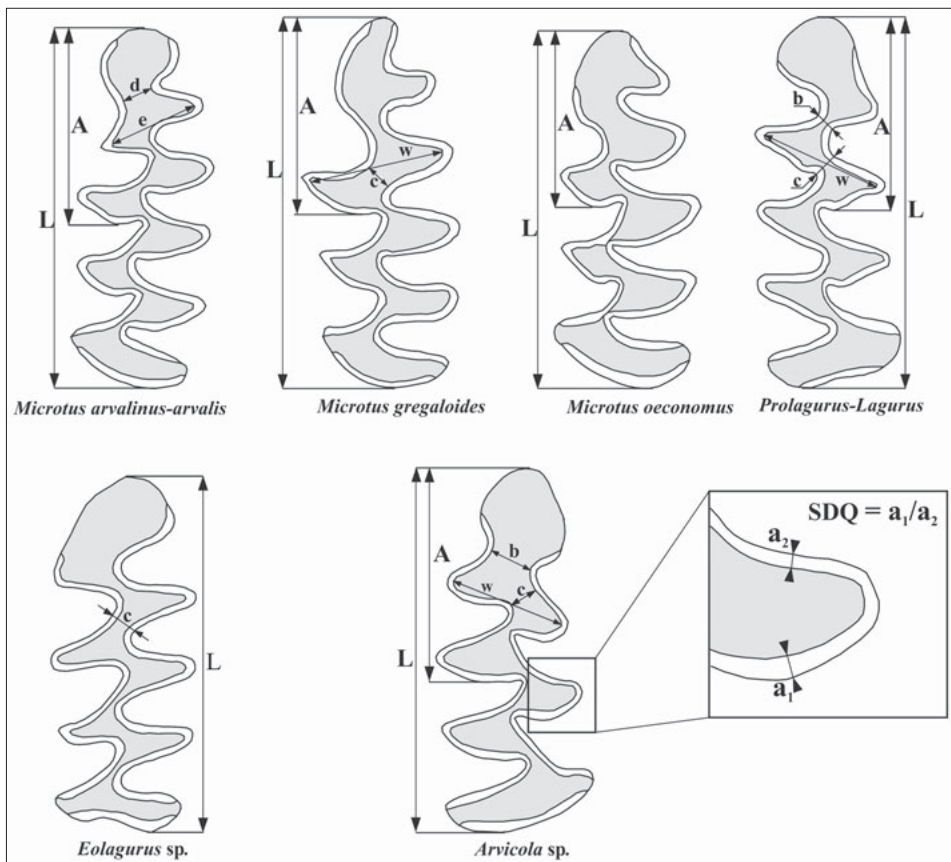 L
A
d
e
Microtus arvalinus-arvalis
L
A
w
c
Microtus gregaloides
L
A
Microtus oeconomus
b
c
w
A
L
Prolagurus-Lagurus
c
L
Eolagurus sp.
L
A
b
c
w
Arvicola sp.
SDQ = a₁/a₂
a₂
a₁